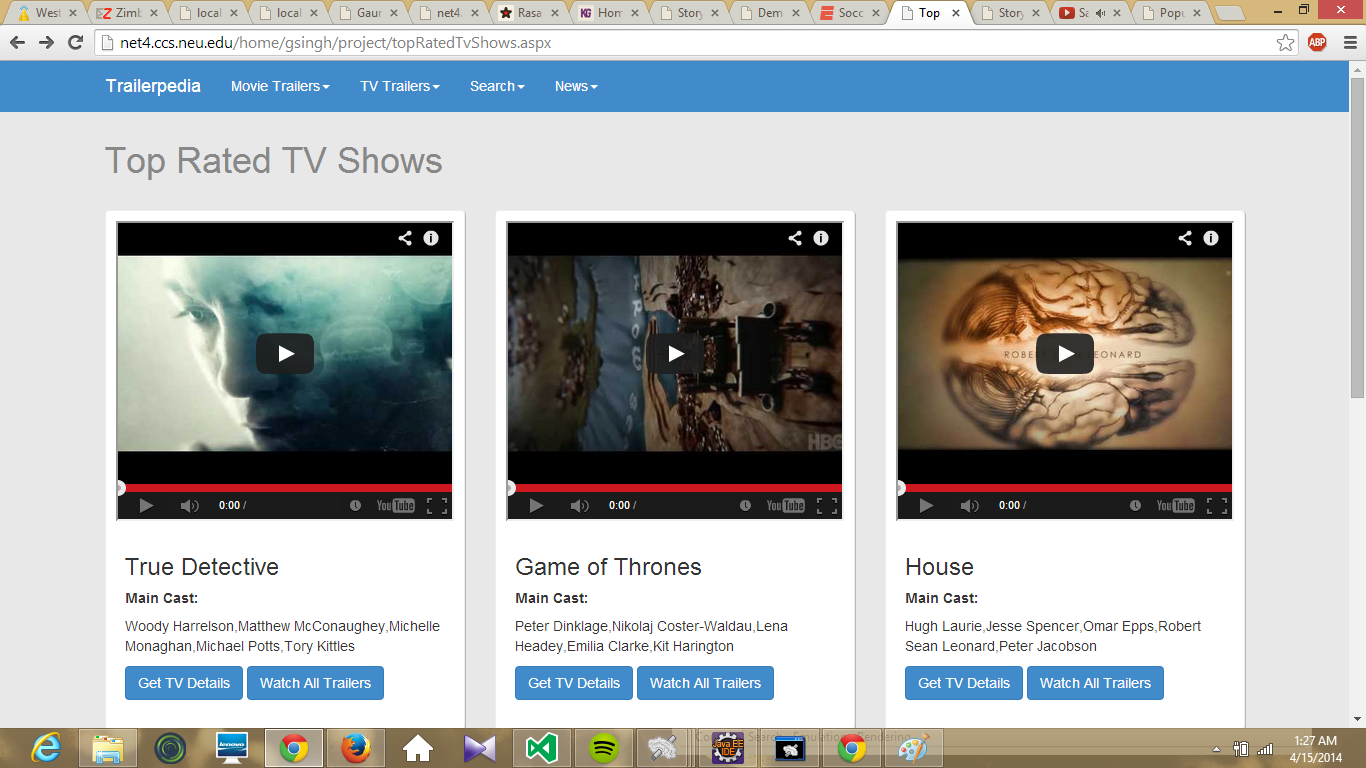 West
Zimb
local
local
Gaur
net4.
Rasa
Hom
Story
Dem
Socc
Top
Story
Sa
Popu
net4.ccs.neu.edu/home/gsingh/project/topRatedTvShows.aspx
ABP
Trailerpedia Movie Trailers TV Trailers Search News
Top Rated TV Shows
HBO
0:00 / YouTube
0:00 / YouTube
0:00 / YouTube
True Detective
Main Cast:
Woody Harrelson,Matthew McConaughey,Michelle
Monaghan,Michael Potts,Tory Kittles
Get TV Details Watch All Trailers
Game of Thrones
Main Cast:
Peter Dinklage,Nikolaj Coster-Waldau,Lena
Headey,Emilia Clarke,Kit Harington
Get TV Details Watch All Trailers
House
Main Cast:
Hugh Laurie,Jesse Spencer,Omar Epps,Robert
Sean Leonard,Peter Jacobson
Get TV Details Watch All Trailers
lenovo
Java EE
IDE
1:27 AM
4/15/2014